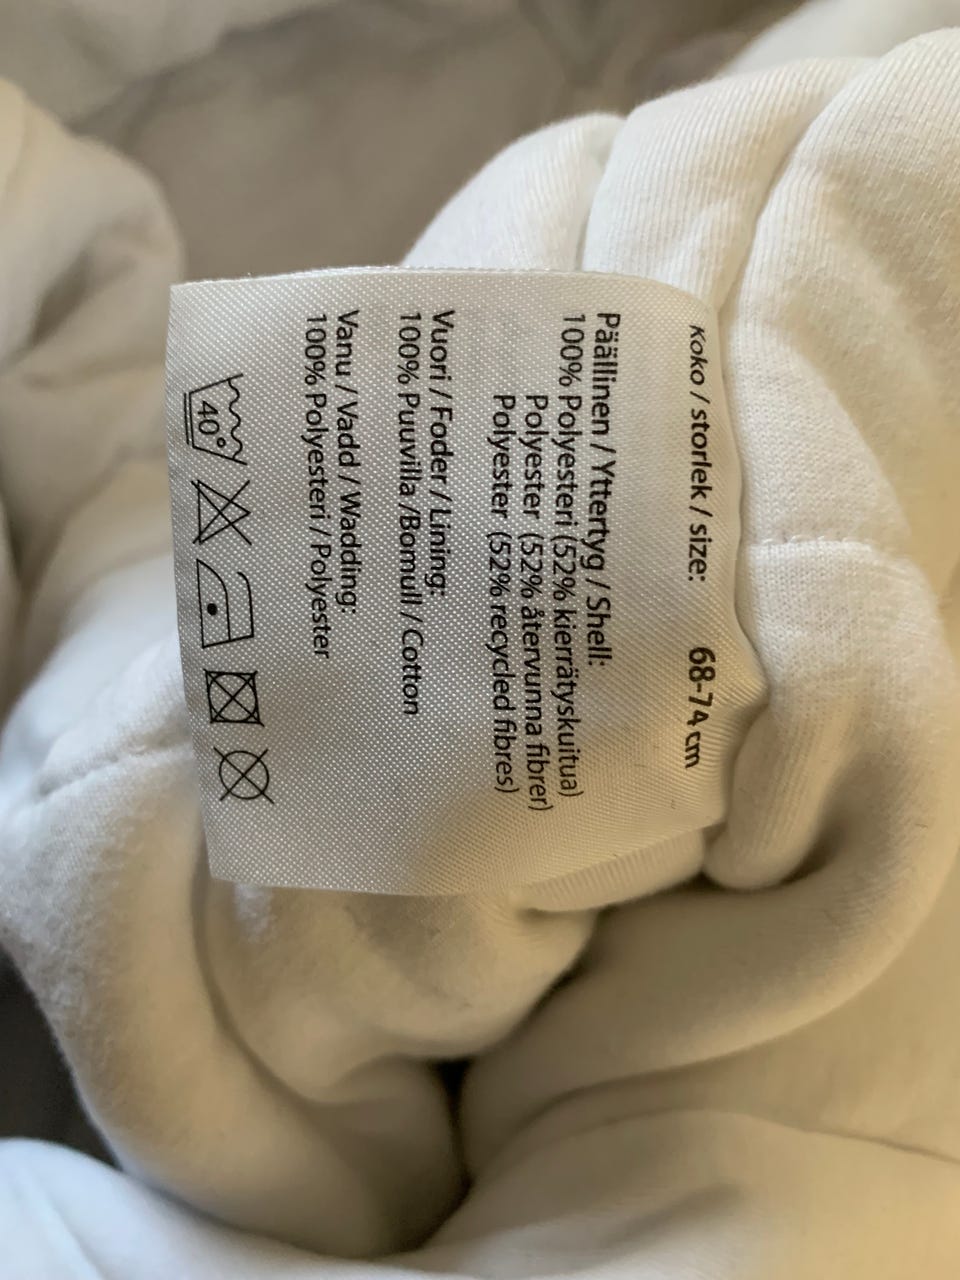 Koko / storlek / size: 68-74 cm
Päällinen / Yttertyg / Shell:
100% Polyesteri (52% kierrätyskuitua)
Polyester (52% återvunna fibrer)
Polyester (52% recycled fibres)
Vuori / Foder / Lining:
100% Puuvilla /Bomull / Cotton
Vanu / Vadd / Wadding:
100% Polyesteri / Polyester
40°